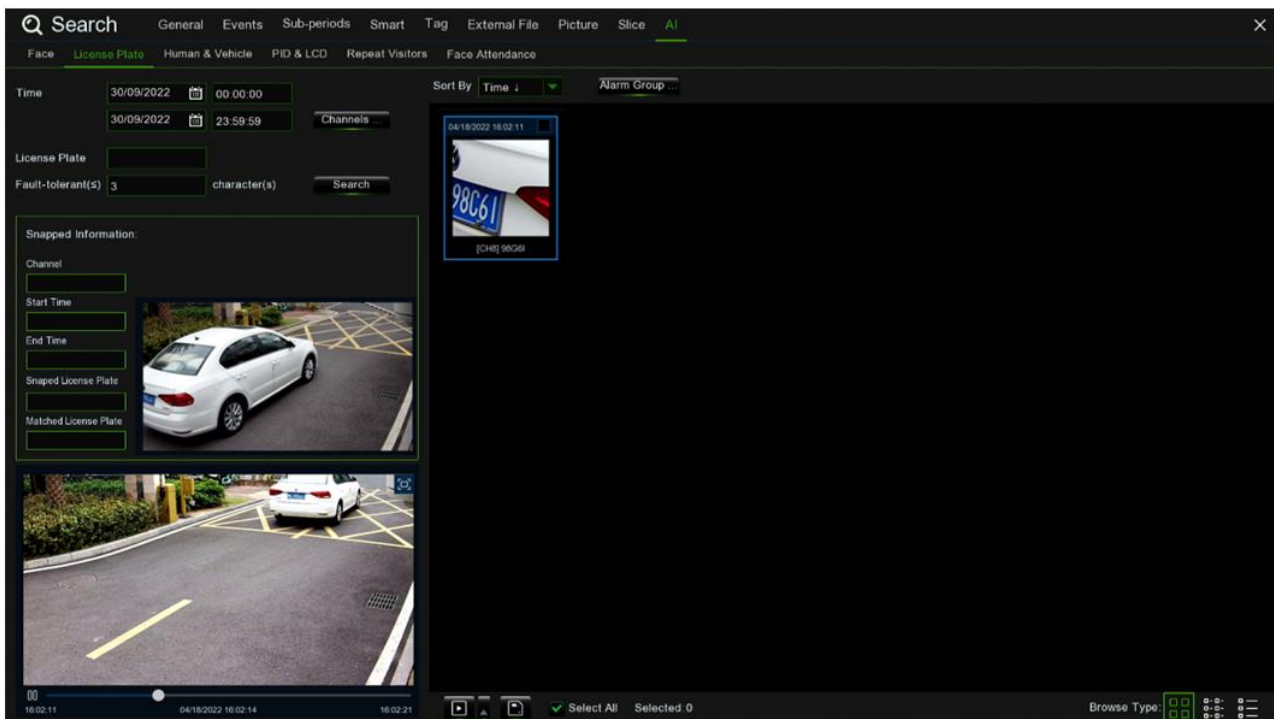 Search General Events Sub-periods Smart Tag External File Picture Slice AI
Face License Plate Human & Vehicle PID & LCD Repeat Visitors Face Attendance
Time 30/09/2022 00:00:00
30/09/2022 23:59:59 Channels ...
License Plate
Fault-tolerant(≤) 3 character(s) Search
Snapped Information:
Channel
Start Time
End Time
Snaped License Plate
Matched License Plate
16:02:11 04/18/2022 16:02:14 16:02:21
Sort By Time ↓ Alarm Group ...
04/18/2022 16:02:11
98C6I
[CH8] 98G6I
Select All Selected:0
Browse Type: